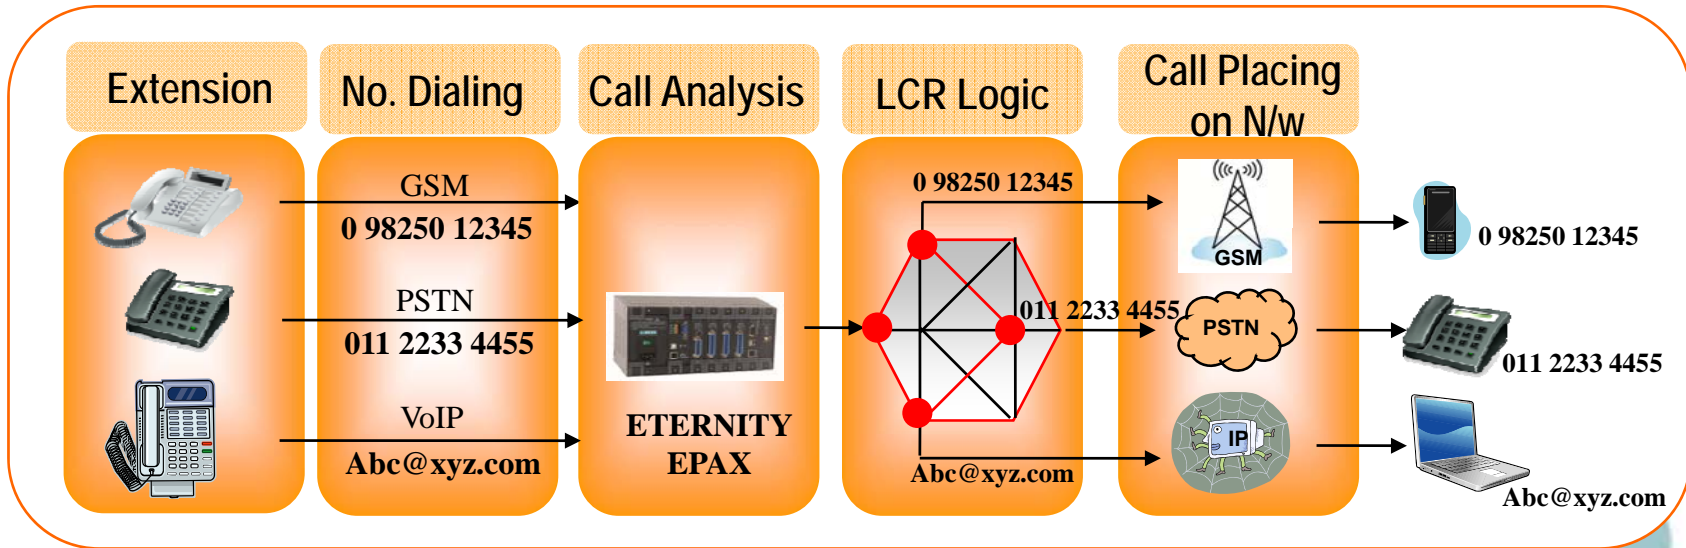 Extension
No. Dialing
Call Analysis
LCR Logic
Call Placing
on N/w
GSM
0 98250 12345
PSTN
011 2233 4455
VoIP
Abc@xyz.com
ETERNITY
EPAX
0 98250 12345
011 2233 4455
Abc@xyz.com
GSM
PSTN
IP
0 98250 12345
011 2233 4455
Abc@xyz.com